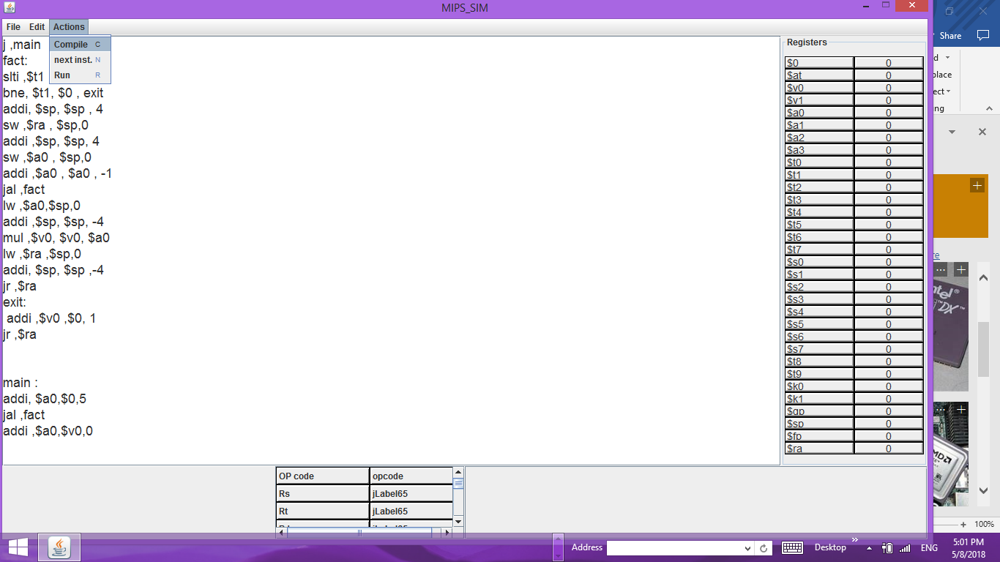 MIPS_SIM
File Edit Actions
Compile C
next inst. N
Run R
j ,main
fact:
slti ,$t1
bne, $t1, $0 , exit
addi, $sp, $sp , 4
sw ,$ra , $sp,0
addi ,$sp, $sp, 4
sw ,$a0 , $sp,0
addi ,$a0 , $a0 , -1
jal ,fact
lw ,$a0,$sp,0
addi ,$sp, $sp, -4
mul ,$v0, $v0, $a0
lw ,$ra ,$sp,0
addi, $sp, $sp ,-4
jr ,$ra
exit:
addi ,$v0 ,$0, 1
jr ,$ra
main :
addi, $a0,$0,5
jal ,fact
addi ,$a0,$v0,0
Registers
$0 0
$at 0
$v0 0
$v1 0
$a0 0
$a1 0
$a2 0
$a3 0
$t0 0
$t1 0
$t2 0
$t3 0
$t4 0
$t5 0
$t6 0
$t7 0
$s0 0
$s1 0
$s2 0
$s3 0
$s4 0
$s5 0
$s6 0
$s7 0
$t8 0
$t9 0
$k0 0
$k1 0
$gp 0
$sp 0
$fp 0
$ra 0
OP code opcode
Rs jLabel65
Rt jLabel65
Share
d
place
ect
ng
re
intel
DX
AMD
100%
Address
Desktop
ENG
5:01 PM
5/8/2018